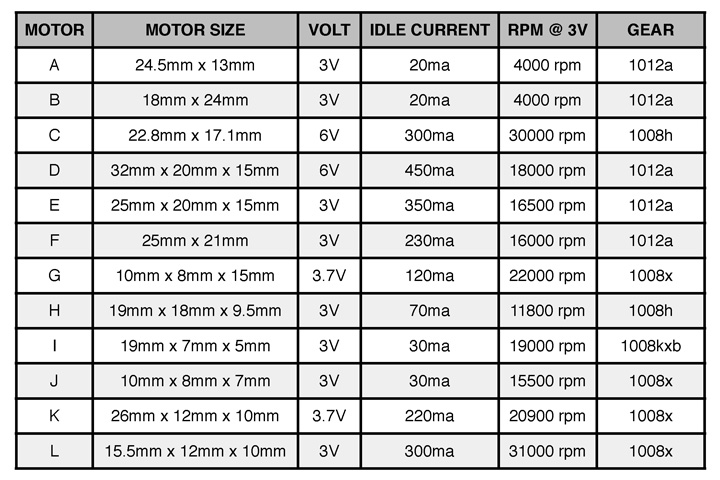 MOTOR MOTOR SIZE VOLT IDLE CURRENT RPM @ 3V GEAR
A 24.5mm x 13mm 3V 20ma 4000 rpm 1012a
B 18mm x 24mm 3V 20ma 4000 rpm 1012a
C 22.8mm x 17.1mm 6V 300ma 30000 rpm 1008h
D 32mm x 20mm x 15mm 6V 450ma 18000 rpm 1012a
E 25mm x 20mm x 15mm 3V 350ma 16500 rpm 1012a
F 25mm x 21mm 3V 230ma 16000 rpm 1012a
G 10mm x 8mm x 15mm 3.7V 120ma 22000 rpm 1008x
H 19mm x 18mm x 9.5mm 3V 70ma 11800 rpm 1008h
I 19mm x 7mm x 5mm 3V 30ma 19000 rpm 1008kxb
J 10mm x 8mm x 7mm 3V 30ma 15500 rpm 1008x
K 26mm x 12mm x 10mm 3.7V 220ma 20900 rpm 1008x
L 15.5mm x 12mm x 10mm 3V 300ma 31000 rpm 1008x